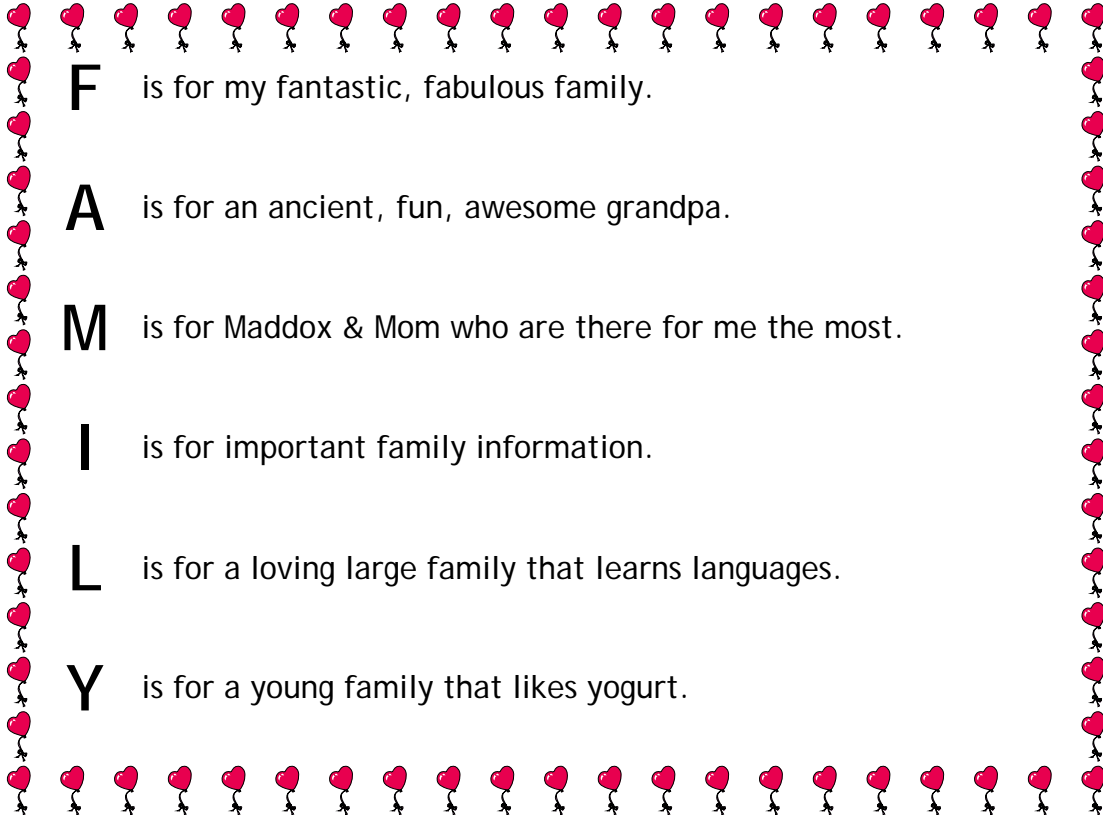 F is for my fantastic, fabulous family.
A is for an ancient, fun, awesome grandpa.
M is for Maddox & Mom who are there for me the most.
I is for important family information.
L is for a loving large family that learns languages.
Y is for a young family that likes yogurt.